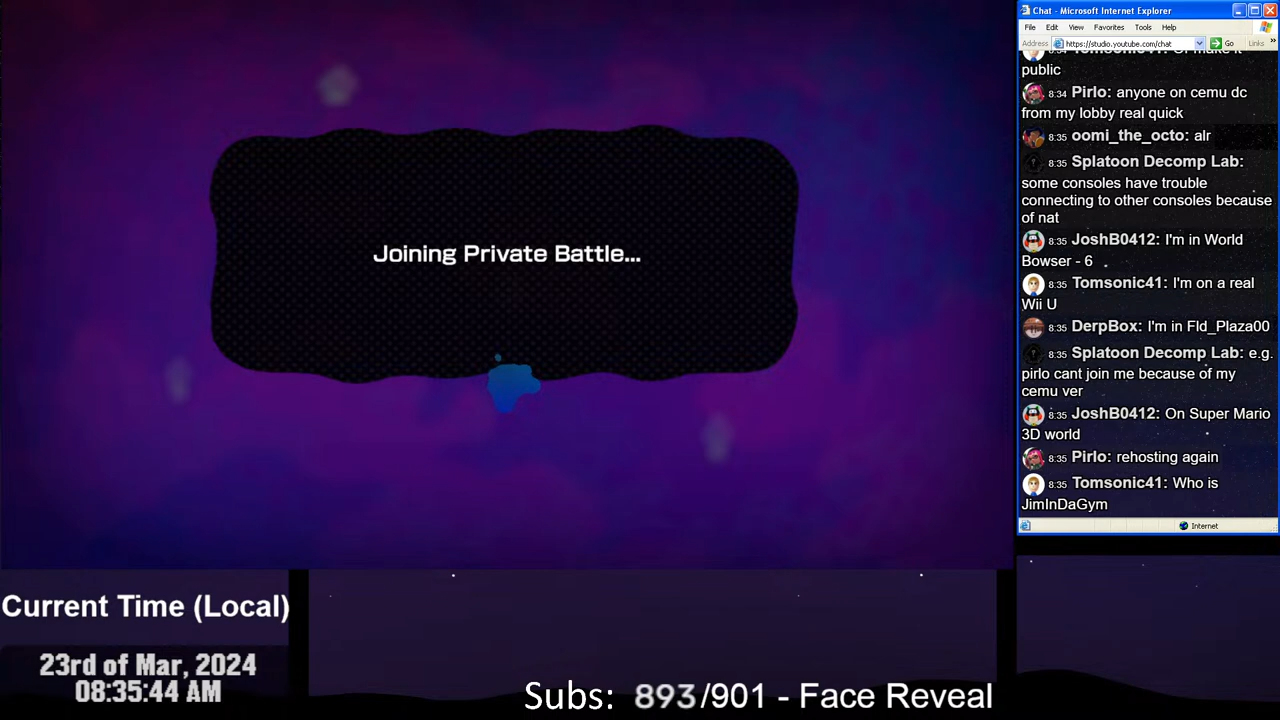 Joining Private Battle...
Chat - Microsoft Internet Explorer
File Edit View Favorites Tools Help
Address https://studio.youtube.com/chat Go Links »
public
8:34 Pirlo: anyone on cemu dc
from my lobby real quick
8:35 oomi_the_octo: alr
8:35 Splatoon Decomp Lab:
some consoles have trouble
connecting to other consoles because
of nat
8:35 JoshB0412: I'm in World
Bowser - 6
8:35 Tomsonic41: I'm on a real
Wii U
8:35 DerpBox: I'm in Fld_Plaza00
8:35 Splatoon Decomp Lab: e.g.
pirlo cant join me because of my
cemu ver
8:35 JoshB0412: On Super Mario
3D world
8:35 Pirlo: rehosting again
8:35 Tomsonic41: Who is
JimInDaGym
Internet
Current Time (Local)
23rd of Mar, 2024
08:35:44 AM
Subs: 893/901 - Face Reveal